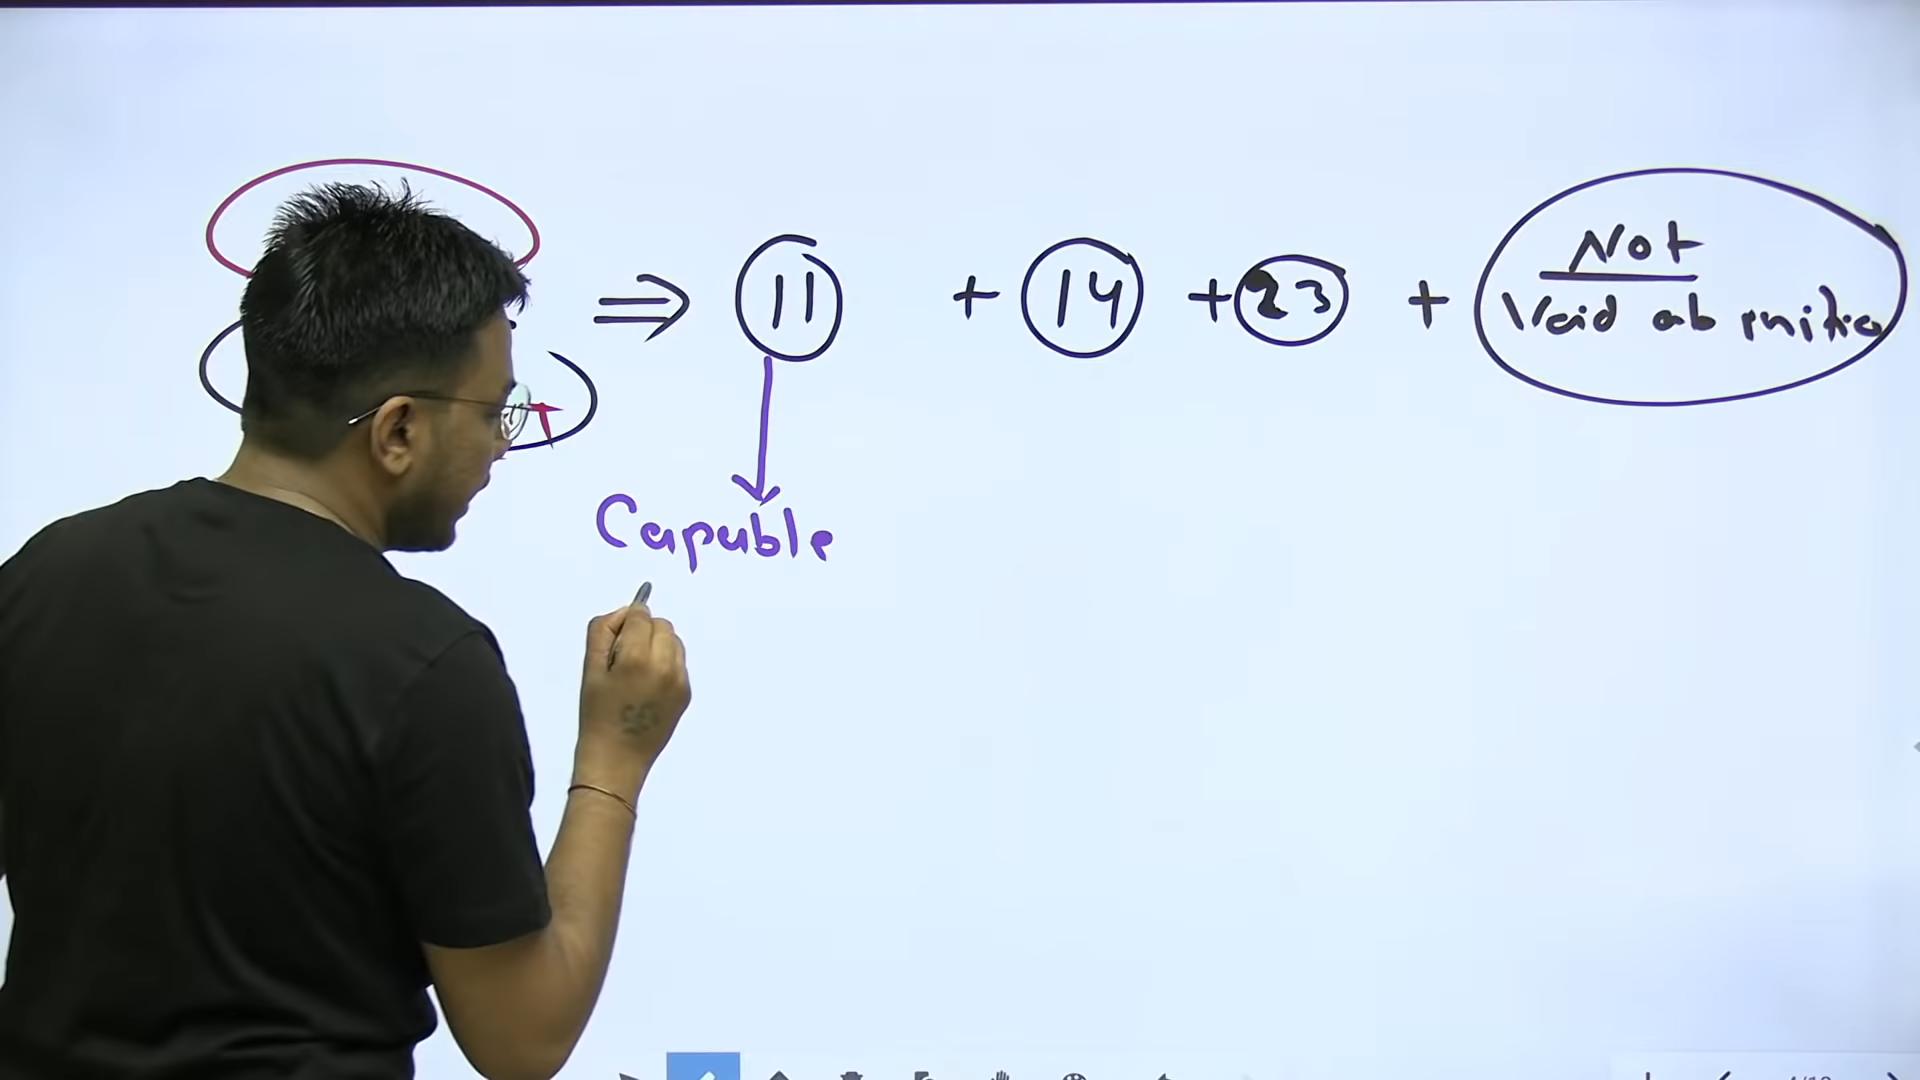 ⇒ 11 + 14 + 23 + Not
Void ab initio
Capable